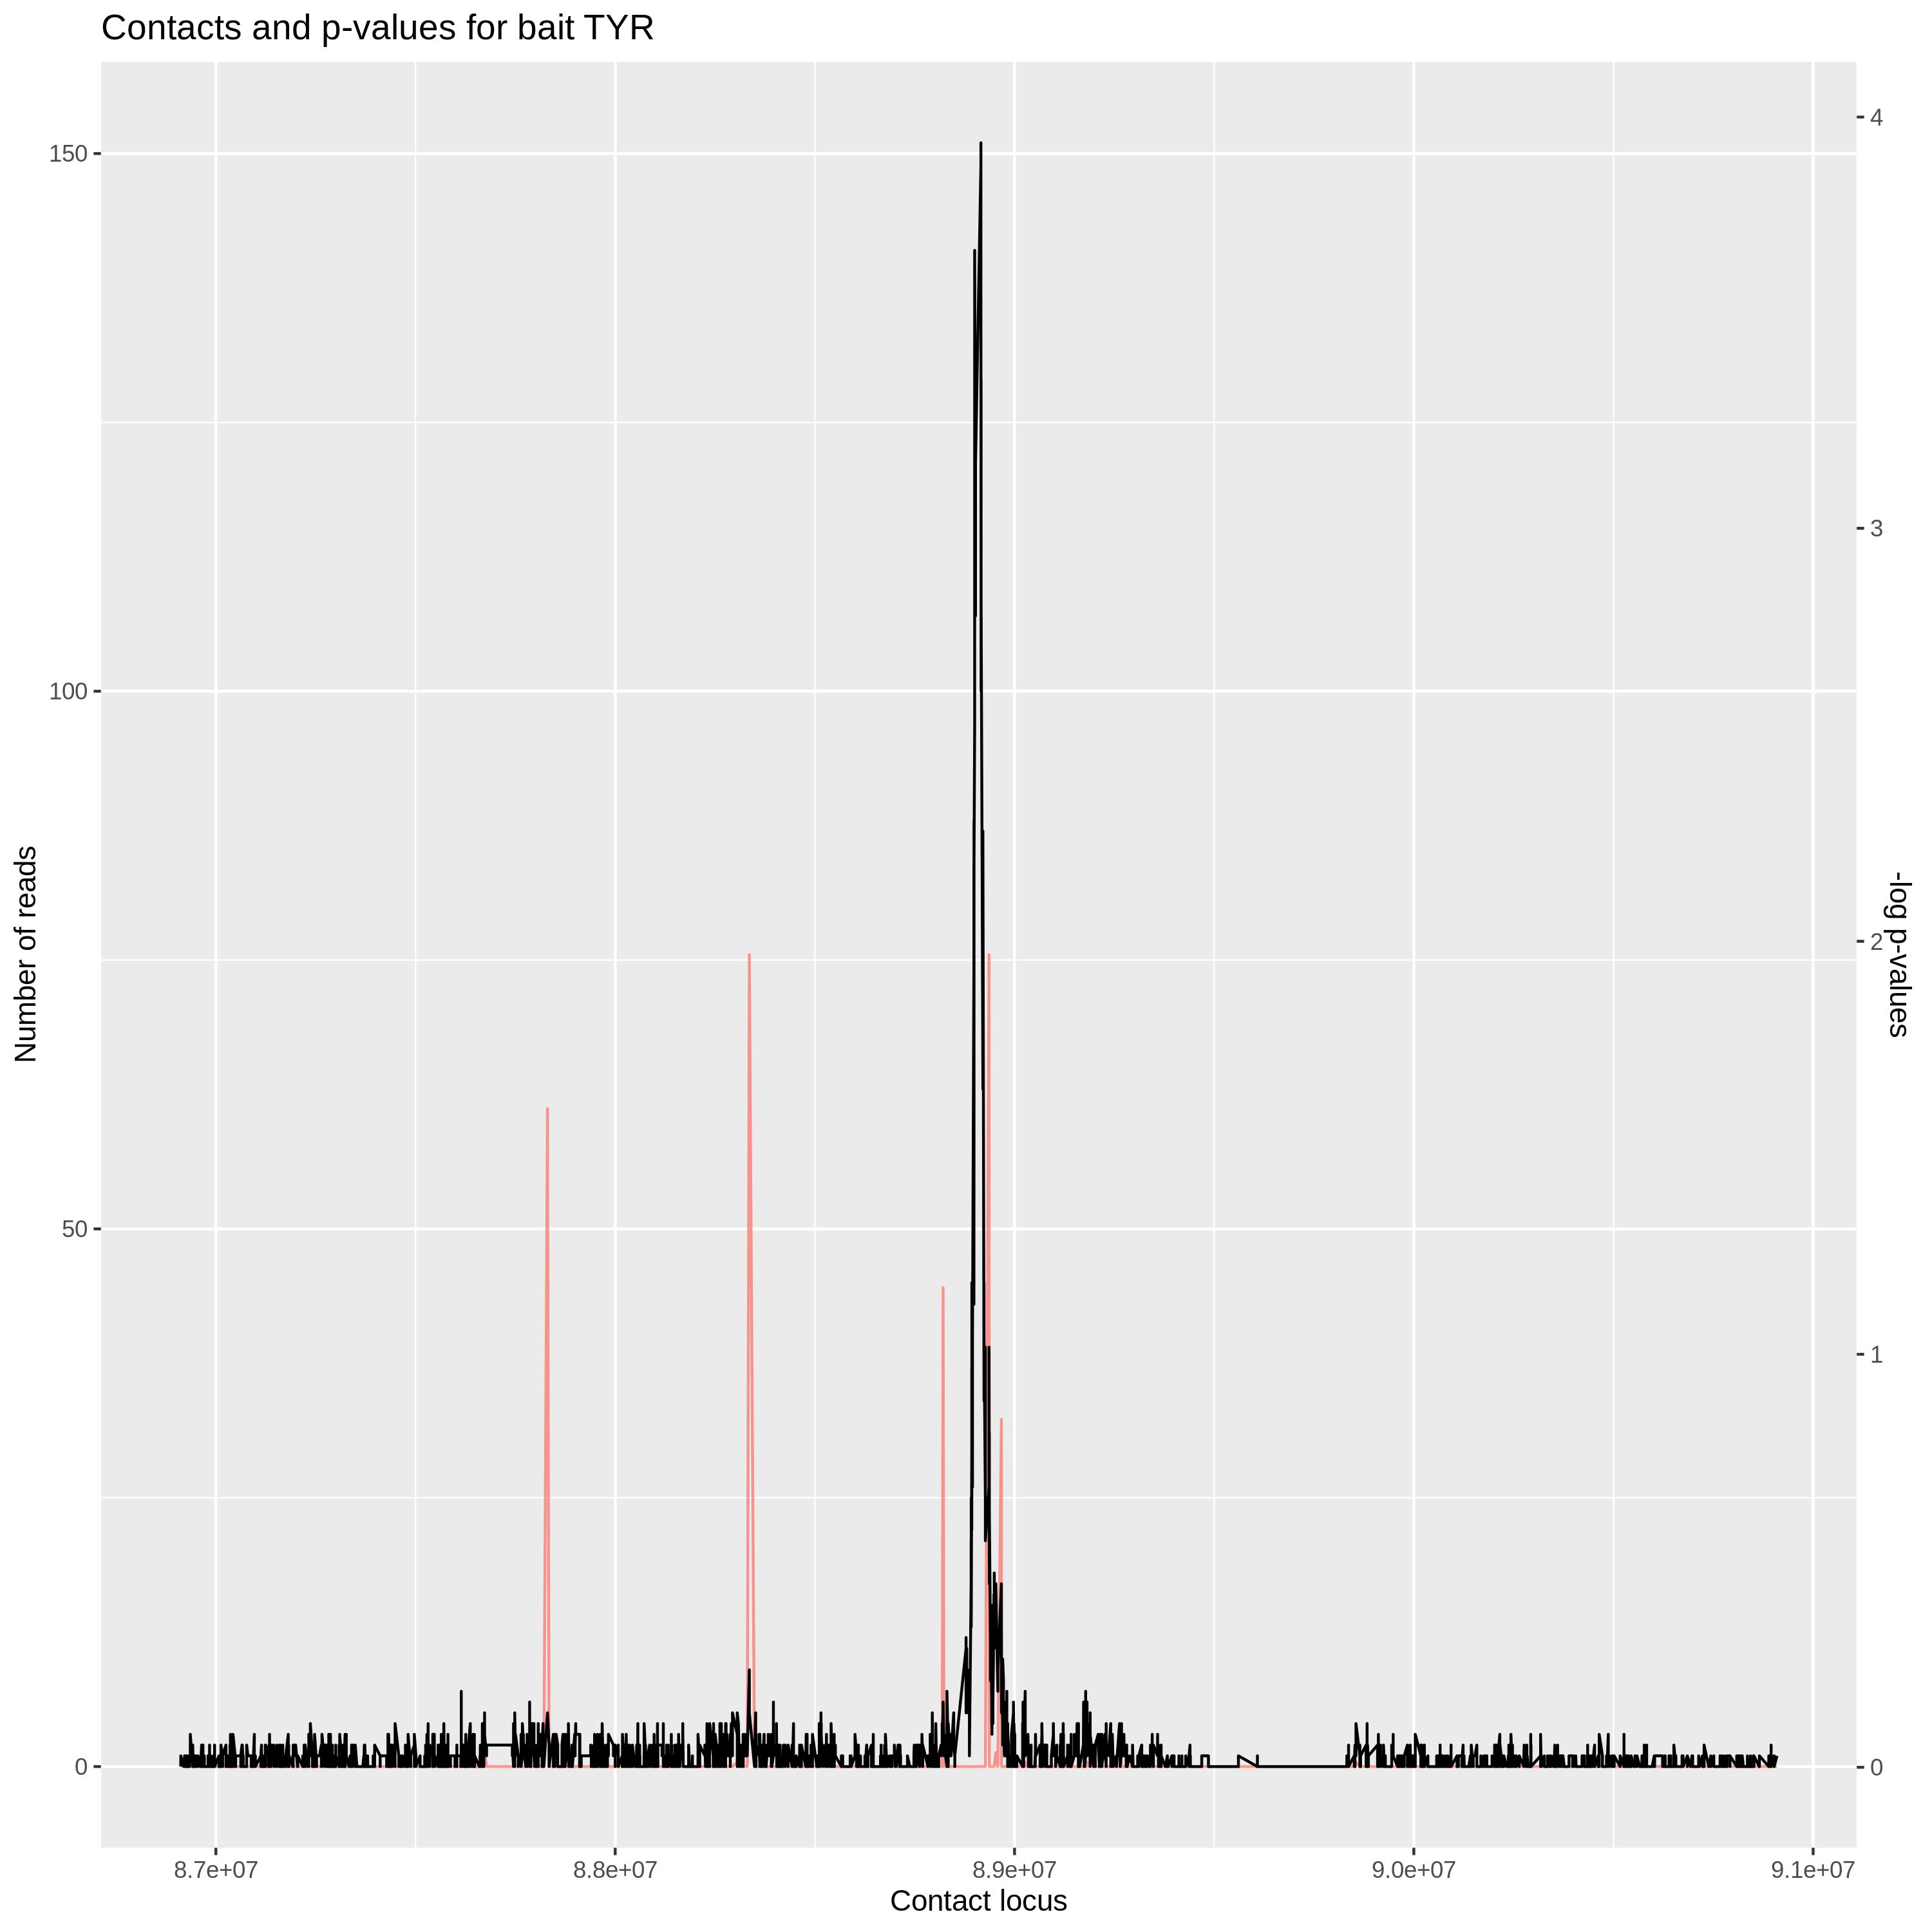 Contacts and p-values for bait TYR
150
100
50
0
Number of reads
4
3
2
1
0
-log p-values
8.7e+07
8.8e+07
8.9e+07
9.0e+07
9.1e+07
Contact locus